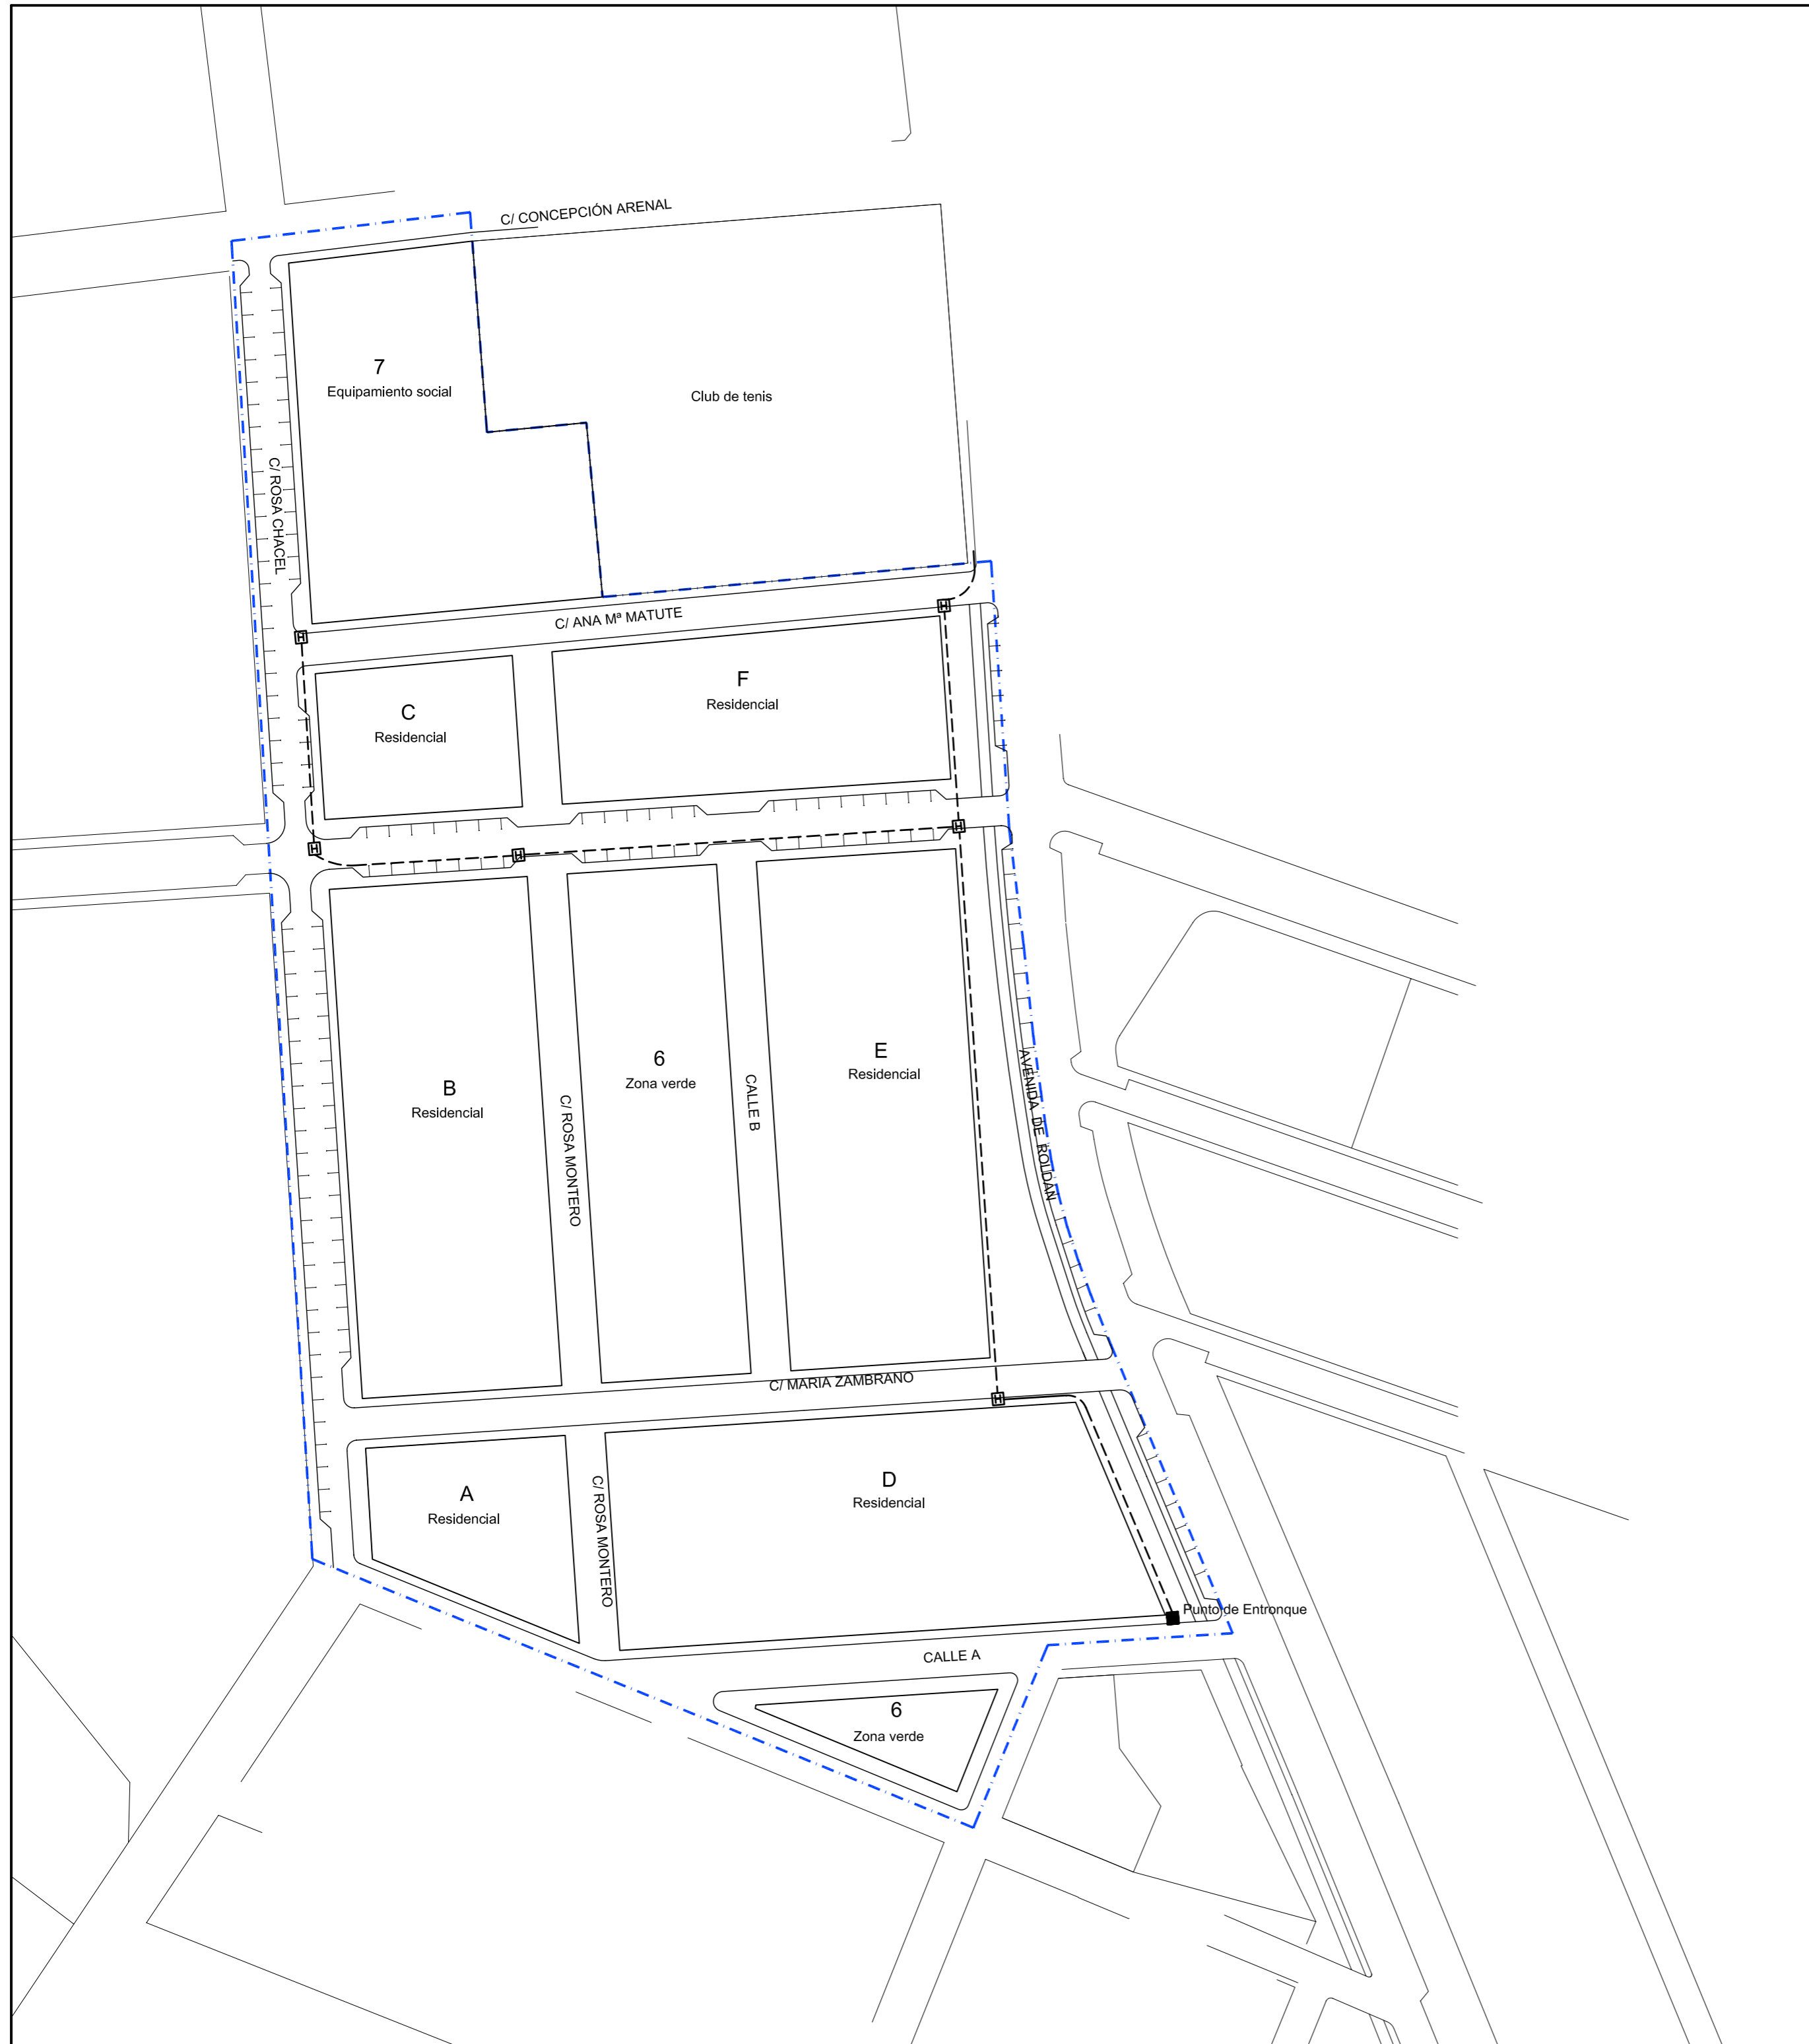 C/ CONCEPCIÓN ARENAL
7
Equipamiento social
Club de tenis
C/ ROSA CHACEL
H
C/ ANA Mª MATUTE
H
F
Residencial
C
Residencial
H
H
H
6
Zona verde
E
Residencial
B
Residencial
CALLE B
C/ ROSA MONTERO
AVENIDA DE ROLDÁN
C/ MARIA ZAMBRANO
H
D
Residencial
A
Residencial
C/ ROSA MONTERO
Punto de Entronque
CALLE A
6
Zona verde